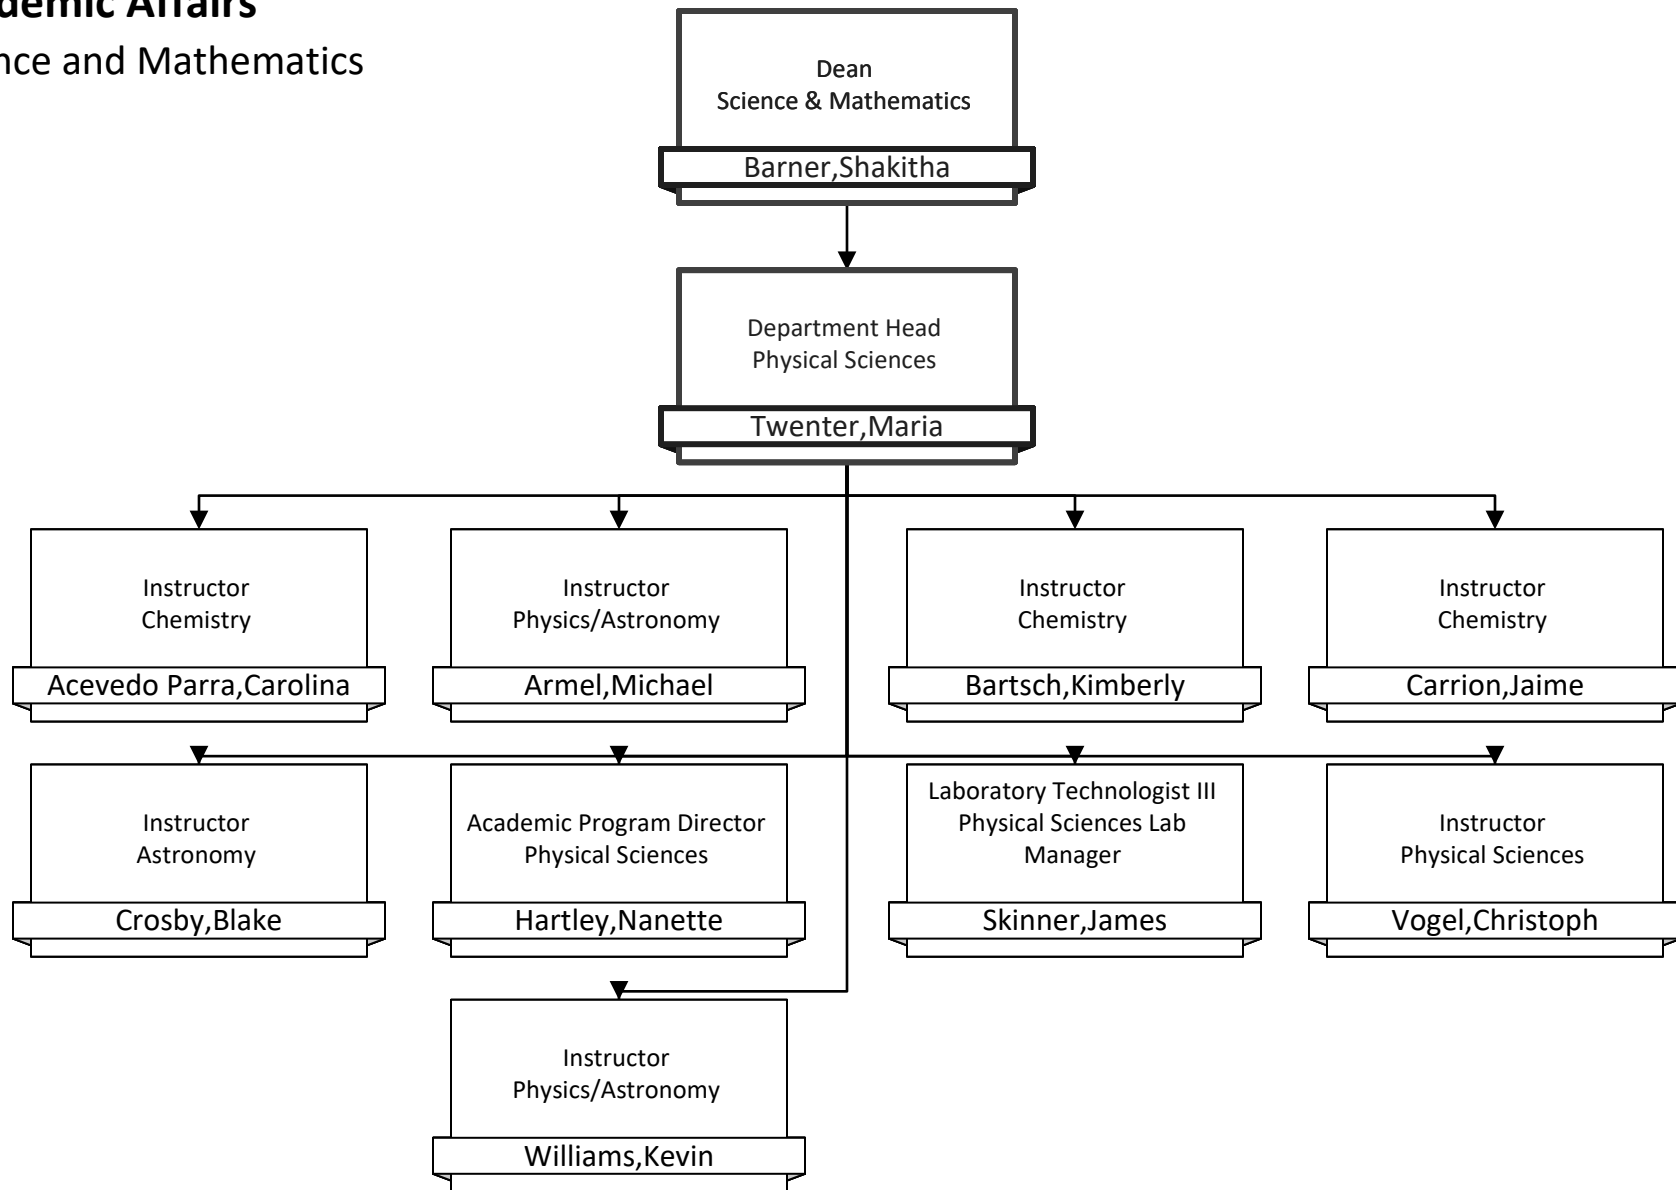 Affairs
and Mathematics
Dean
Science & Mathematics
Barner,Shakitha
Department Head
Physical Sciences
Twenter,Maria
Instructor
Chemistry
Acevedo Parra,Carolina
Instructor
Physics/Astronomy
Armel,Michael
Instructor
Chemistry
Bartsch,Kimberly
Instructor
Chemistry
Carrion,Jaime
Instructor
Astronomy
Crosby,Blake
Academic Program Director
Physical Sciences
Hartley,Nanette
Laboratory Technologist III
Physical Sciences Lab
Manager
Skinner,James
Instructor
Physical Sciences
Vogel,Christoph
Instructor
Physics/Astronomy
Williams,Kevin